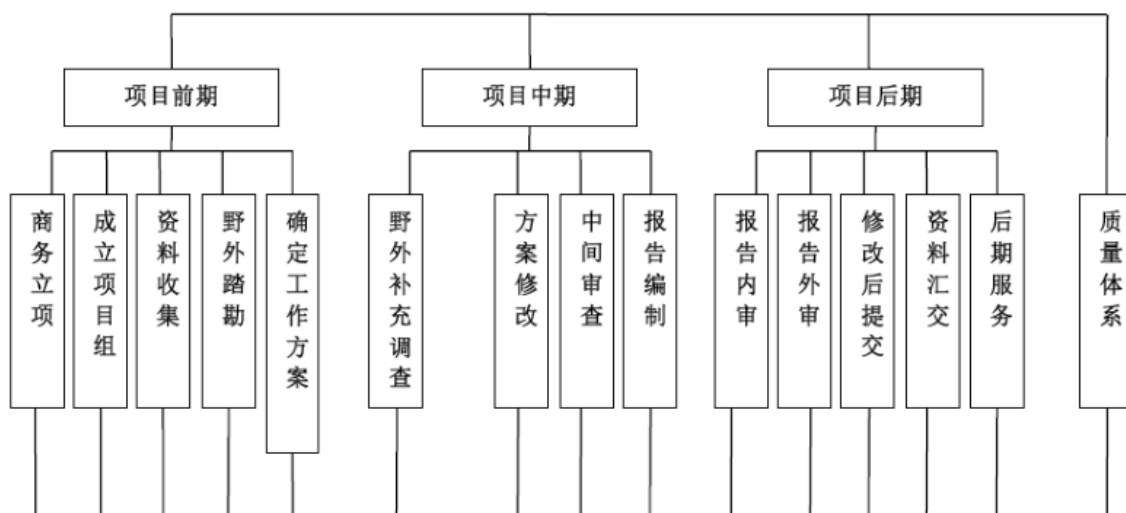 项目前期
项目中期
项目后期
商务立项
成立项目组
资料收集
野外踏勘
确定工作方案
野外补充调查
方案修改
中间审查
报告编制
报告内审
报告外审
修改后提交
资料汇交
后期服务
质量体系